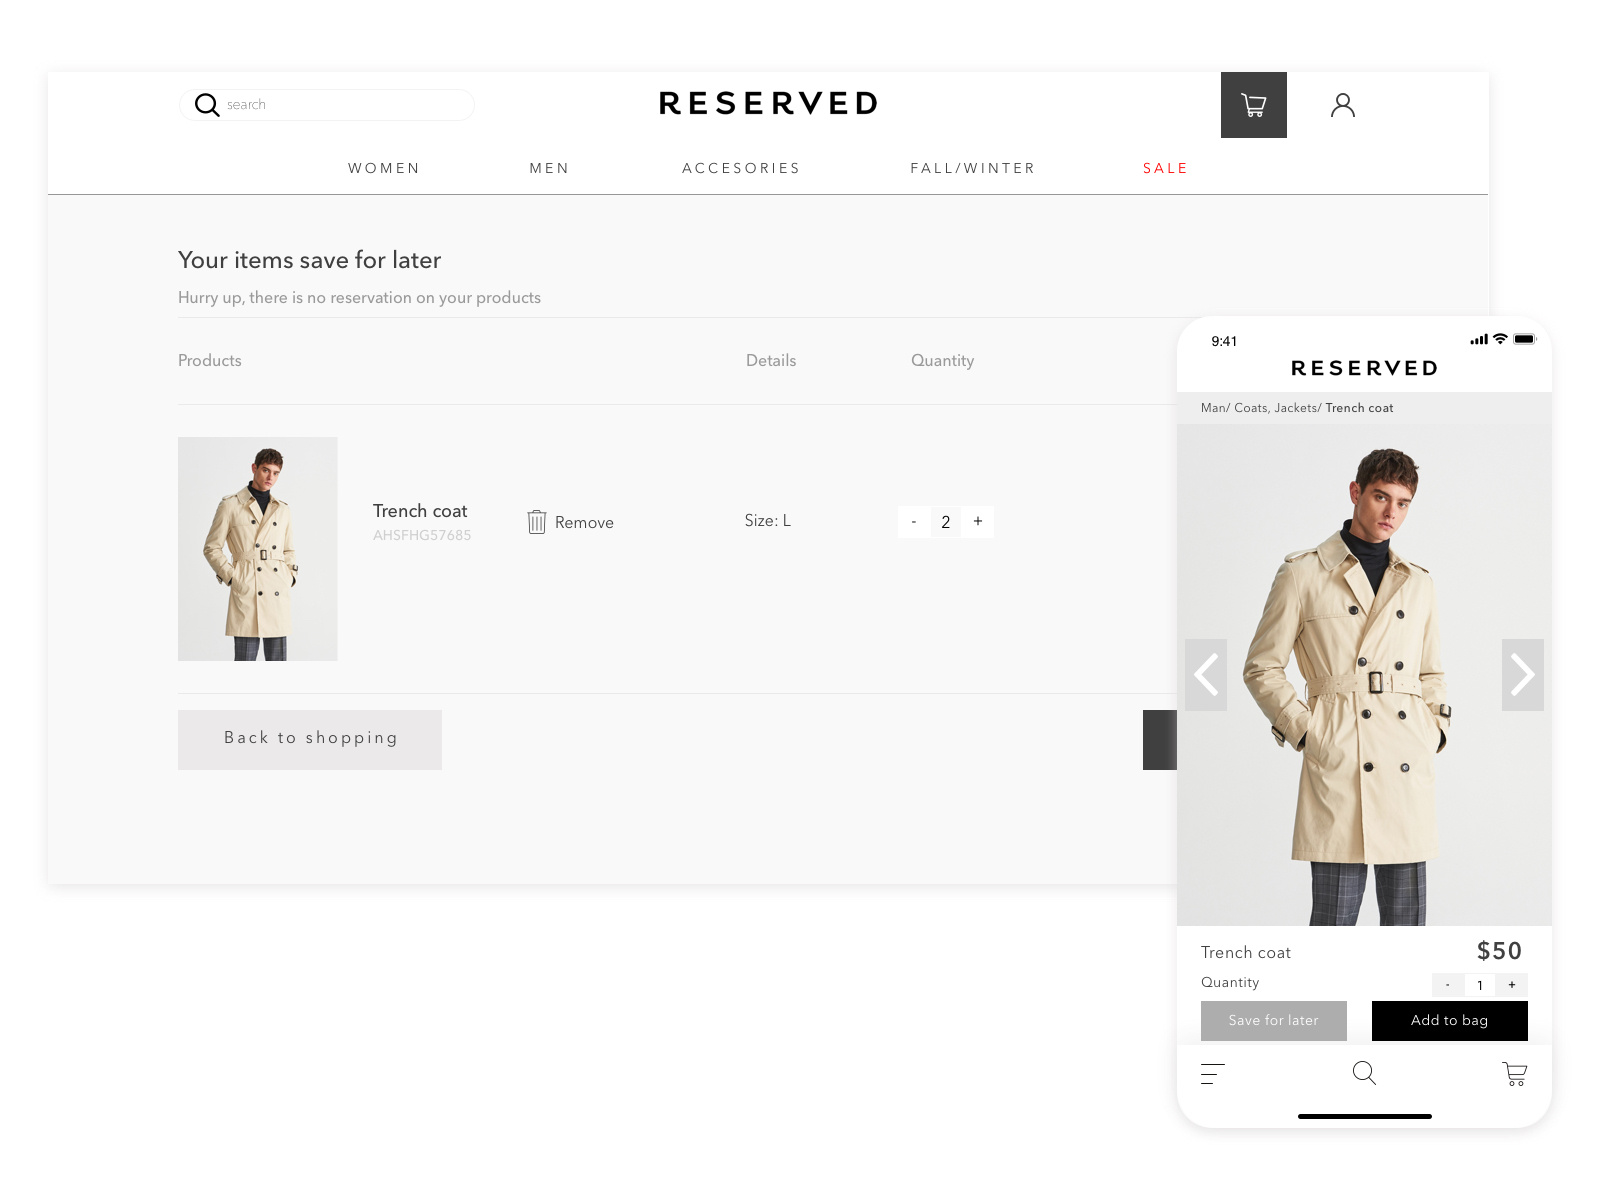 search
RESERVED
WOMEN MEN ACCESORIES FALL/WINTER SALE
Your items save for later
Hurry up, there is no reservation on your products
Products Details Quantity
Trench coat
AHSFHG57685
Remove
Size: L
- 2 +
Back to shopping
9:41
RESERVED
Man/ Coats, Jackets/ Trench coat
Trench coat $50
Quantity - 1 +
Save for later Add to bag